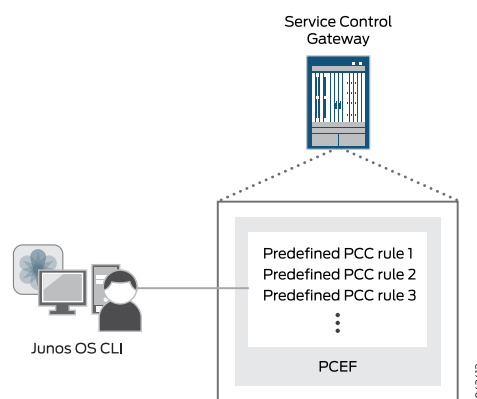 Service Control
Gateway
Predefined PCC rule 1
Predefined PCC rule 2
Predefined PCC rule 3
PCEF
Junos OS CLI